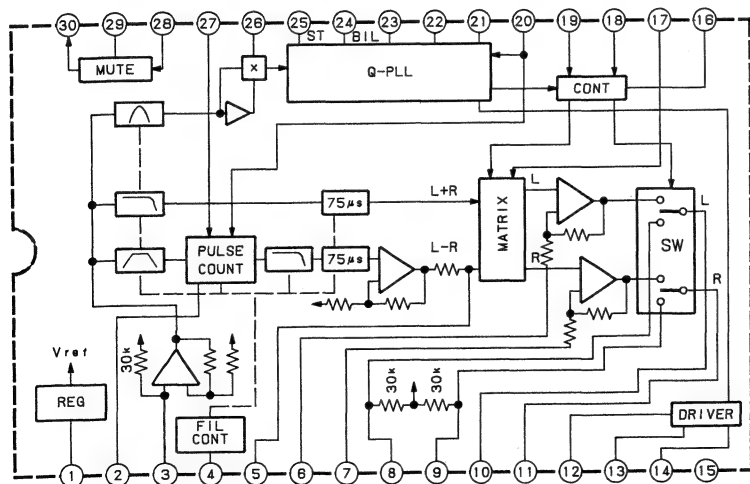 30 29 28 27 26 25 24 23 22 21 20 19 18 17 16
ST BIL
MUTE
×
Q-PLL
CONT
75μs
L+R
MATRIX
L
R
SW
L
R
PULSE COUNT
75μs
L-R
Vref
30k
REG
FIL CONT
30k
30k
DRIVER
1 2 3 4 5 6 7 8 9 10 11 12 13 14 15